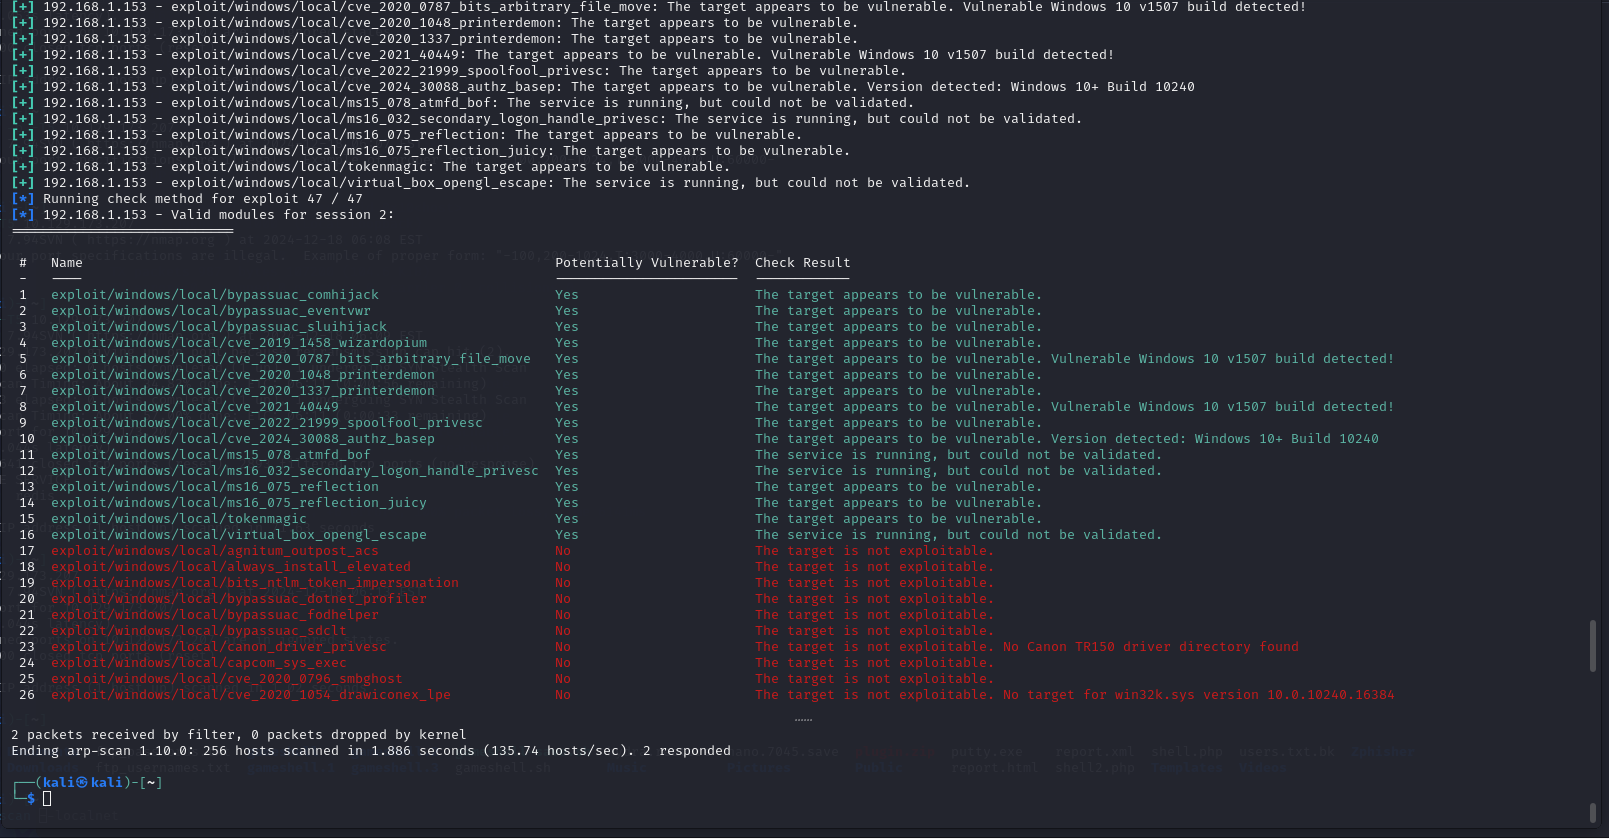 [+] 192.168.1.153 - exploit/windows/local/cve_2020_0787_bits_arbitrary_file_move: The target appears to be vulnerable. Vulnerable Windows 10 v1507 build detected!
[+] 192.168.1.153 - exploit/windows/local/cve_2020_1048_printerdemon: The target appears to be vulnerable.
[+] 192.168.1.153 - exploit/windows/local/cve_2020_1337_printerdemon: The target appears to be vulnerable.
[+] 192.168.1.153 - exploit/windows/local/cve_2021_40449: The target appears to be vulnerable. Vulnerable Windows 10 v1507 build detected!
[+] 192.168.1.153 - exploit/windows/local/cve_2022_21999_spoolfool_privesc: The target appears to be vulnerable.
[+] 192.168.1.153 - exploit/windows/local/cve_2024_30088_authz_basep: The target appears to be vulnerable. Version detected: Windows 10+ Build 10240
[+] 192.168.1.153 - exploit/windows/local/ms15_078_atmfd_bof: The service is running, but could not be validated.
[+] 192.168.1.153 - exploit/windows/local/ms16_032_secondary_logon_handle_privesc: The service is running, but could not be validated.
[+] 192.168.1.153 - exploit/windows/local/ms16_075_reflection: The target appears to be vulnerable.
[+] 192.168.1.153 - exploit/windows/local/ms16_075_reflection_juicy: The target appears to be vulnerable.
[+] 192.168.1.153 - exploit/windows/local/tokenmagic: The target appears to be vulnerable.
[+] 192.168.1.153 - exploit/windows/local/virtual_box_opengl_escape: The service is running, but could not be validated.
[*] Running check method for exploit 47 / 47
[*] 192.168.1.153 - Valid modules for session 2:
============================
# Name Potentially Vulnerable? Check Result
- ---- ----------------------- ------------
1 exploit/windows/local/bypassuac_comhijack Yes The target appears to be vulnerable.
2 exploit/windows/local/bypassuac_eventvwr Yes The target appears to be vulnerable.
3 exploit/windows/local/bypassuac_sluihijack Yes The target appears to be vulnerable.
4 exploit/windows/local/cve_2019_1458_wizardopium Yes The target appears to be vulnerable.
5 exploit/windows/local/cve_2020_0787_bits_arbitrary_file_move Yes The target appears to be vulnerable. Vulnerable Windows 10 v1507 build detected!
6 exploit/windows/local/cve_2020_1048_printerdemon Yes The target appears to be vulnerable.
7 exploit/windows/local/cve_2020_1337_printerdemon Yes The target appears to be vulnerable.
8 exploit/windows/local/cve_2021_40449 Yes The target appears to be vulnerable. Vulnerable Windows 10 v1507 build detected!
9 exploit/windows/local/cve_2022_21999_spoolfool_privesc Yes The target appears to be vulnerable.
10 exploit/windows/local/cve_2024_30088_authz_basep Yes The target appears to be vulnerable. Version detected: Windows 10+ Build 10240
11 exploit/windows/local/ms15_078_atmfd_bof Yes The service is running, but could not be validated.
12 exploit/windows/local/ms16_032_secondary_logon_handle_privesc Yes The service is running, but could not be validated.
13 exploit/windows/local/ms16_075_reflection Yes The target appears to be vulnerable.
14 exploit/windows/local/ms16_075_reflection_juicy Yes The target appears to be vulnerable.
15 exploit/windows/local/tokenmagic Yes The target appears to be vulnerable.
16 exploit/windows/local/virtual_box_opengl_escape Yes The service is running, but could not be validated.
17 exploit/windows/local/agnitum_outpost_acs No The target is not exploitable.
18 exploit/windows/local/always_install_elevated No The target is not exploitable.
19 exploit/windows/local/bits_ntlm_token_impersonation No The target is not exploitable.
20 exploit/windows/local/bypassuac_dotnet_profiler No The target is not exploitable.
21 exploit/windows/local/bypassuac_fodhelper No The target is not exploitable.
22 exploit/windows/local/bypassuac_sdclt No The target is not exploitable.
23 exploit/windows/local/canon_driver_privesc No The target is not exploitable. No Canon TR150 driver directory found
24 exploit/windows/local/capcom_sys_exec No The target is not exploitable.
25 exploit/windows/local/cve_2020_0796_smbghost No The target is not exploitable.
26 exploit/windows/local/cve_2020_1054_drawiconex_lpe No The target is not exploitable. No target for win32k.sys version 10.0.10240.16384
......
2 packets received by filter, 0 packets dropped by kernel
Ending arp-scan 1.10.0: 256 hosts scanned in 1.886 seconds (135.74 hosts/sec). 2 responded
┌──(kali㉿kali)-[~]
└─$